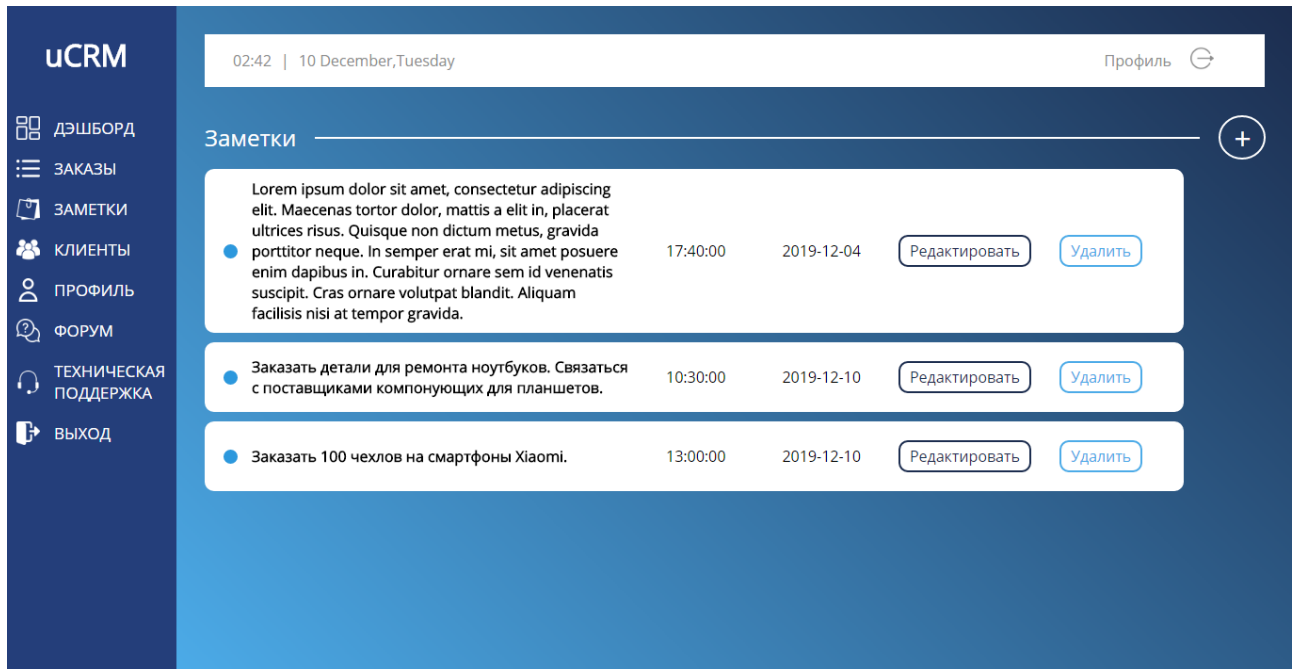 uCRM
02:42 | 10 December,Tuesday
Профиль
ДЭШБОРД
ЗАКАЗЫ
ЗАМЕТКИ
КЛИЕНТЫ
ПРОФИЛЬ
ФОРУМ
ТЕХНИЧЕСКАЯ
ПОДДЕРЖКА
ВЫХОД
Заметки
+
Lorem ipsum dolor sit amet, consectetur adipiscing
elit. Maecenas tortor dolor, mattis a elit in, placerat
ultrices risus. Quisque non dictum metus, gravida
porttitor neque. In semper erat mi, sit amet posuere
enim dapibus in. Curabitur ornare sem id venenatis
suscipit. Cras ornare volutpat blandit. Aliquam
facilisis nisi at tempor gravida.
17:40:00
2019-12-04
Редактировать
Удалить
Заказать детали для ремонта ноутбуков. Связаться
с поставщиками компонующих для планшетов.
10:30:00
2019-12-10
Редактировать
Удалить
Заказать 100 чехлов на смартфоны Xiaomi.
13:00:00
2019-12-10
Редактировать
Удалить